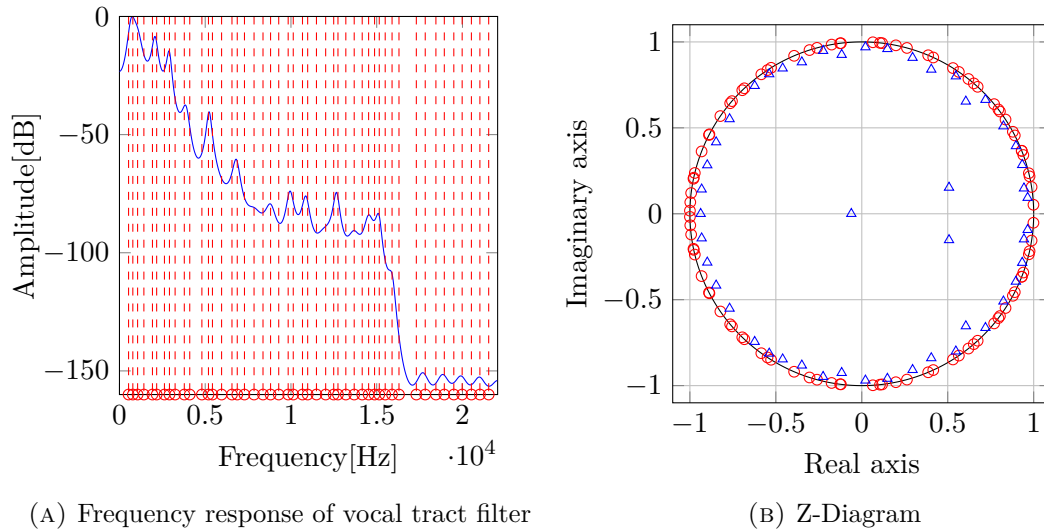 0
−50
−100
−150
Amplitude[dB]
0 0.5 1 1.5 2
Frequency[Hz] ·10⁴
(A) Frequency response of vocal tract filter
1
0.5
0
−0.5
−1
Imaginary axis
−1 −0.5 0 0.5 1
Real axis
(B) Z-Diagram